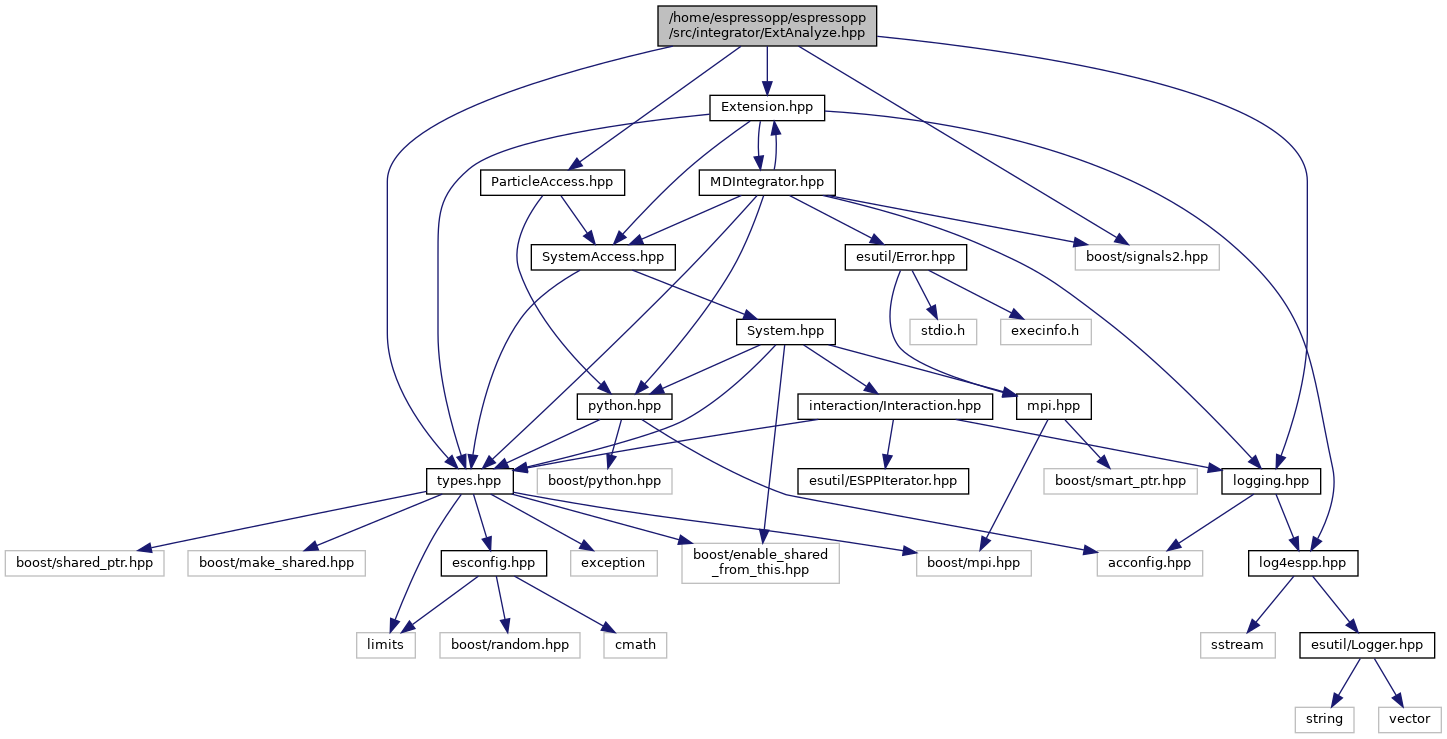 /home/espressopp/espressopp
/src/integrator/ExtAnalyze.hpp
Extension.hpp
ParticleAccess.hpp
MDIntegrator.hpp
SystemAccess.hpp
esutil/Error.hpp
boost/signals2.hpp
System.hpp
stdio.h
execinfo.h
python.hpp
interaction/Interaction.hpp
mpi.hpp
types.hpp
boost/python.hpp
esutil/ESPPIterator.hpp
boost/smart_ptr.hpp
logging.hpp
boost/shared_ptr.hpp
boost/make_shared.hpp
esconfig.hpp
exception
boost/enable_shared
_from_this.hpp
boost/mpi.hpp
acconfig.hpp
log4espp.hpp
limits
boost/random.hpp
cmath
sstream
esutil/Logger.hpp
string
vector